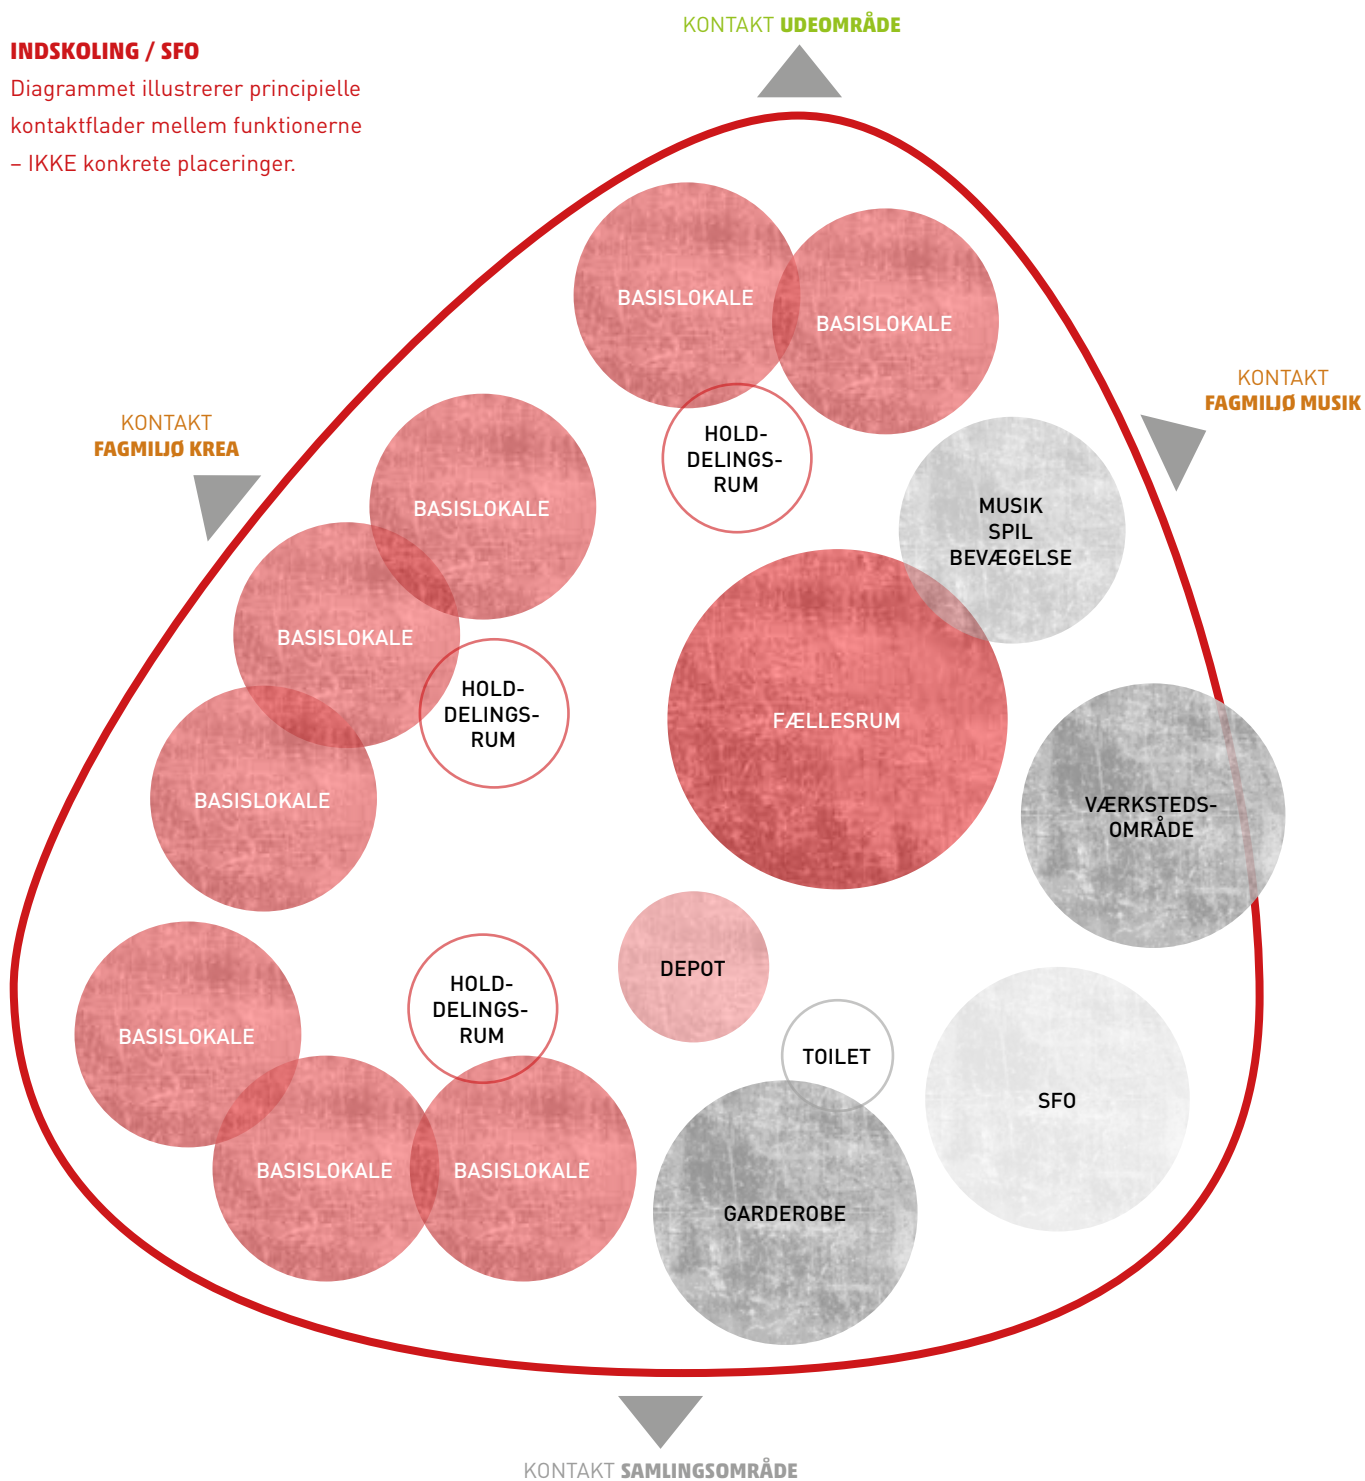 INDSKOLING / SFO
Diagrammet illustrerer principielle
kontaktflader mellem funktionerne
– IKKE konkrete placeringer.
KONTAKT UDEOMRÅDE
BASISLOKALE
BASISLOKALE
KONTAKT
FAGMILJØ MUSIK
KONTAKT
FAGMILJØ KREA
HOLD-
DELINGS-
RUM
BASISLOKALE
MUSIK
SPIL
BEVÆGELSE
BASISLOKALE
HOLD-
DELINGS-
RUM
FÆLLESRUM
BASISLOKALE
VÆRKSTEDS-
OMRÅDE
DEPOT
HOLD-
DELINGS-
RUM
BASISLOKALE
TOILET
SFO
BASISLOKALE
BASISLOKALE
GARDEROBE
KONTAKT SAMLINGSOMRÅDE